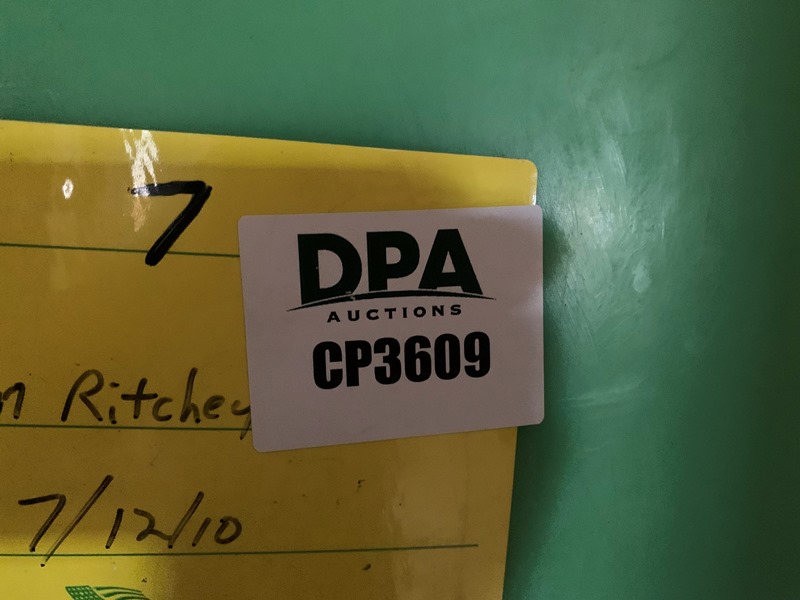 7
DPA
AUCTIONS
CP3609
Ritchey
7/12/10